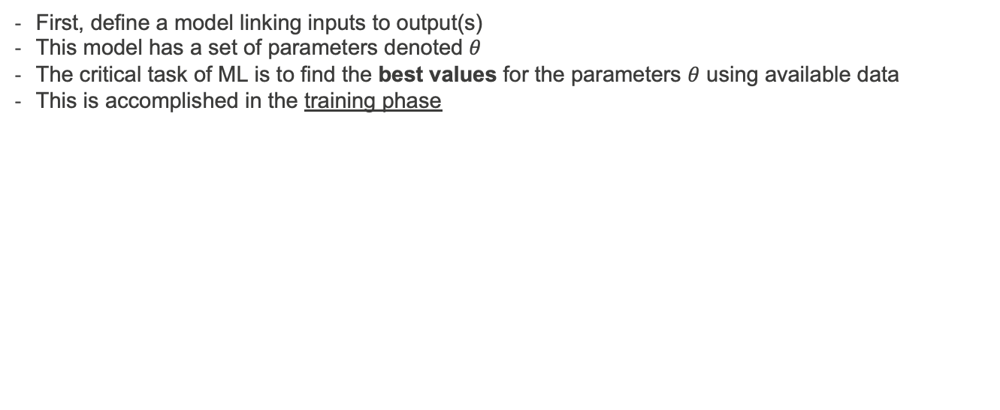 - First, define a model linking inputs to output(s)
- This model has a set of parameters denoted θ
- The critical task of ML is to find the best values for the parameters θ using available data
- This is accomplished in the training phase